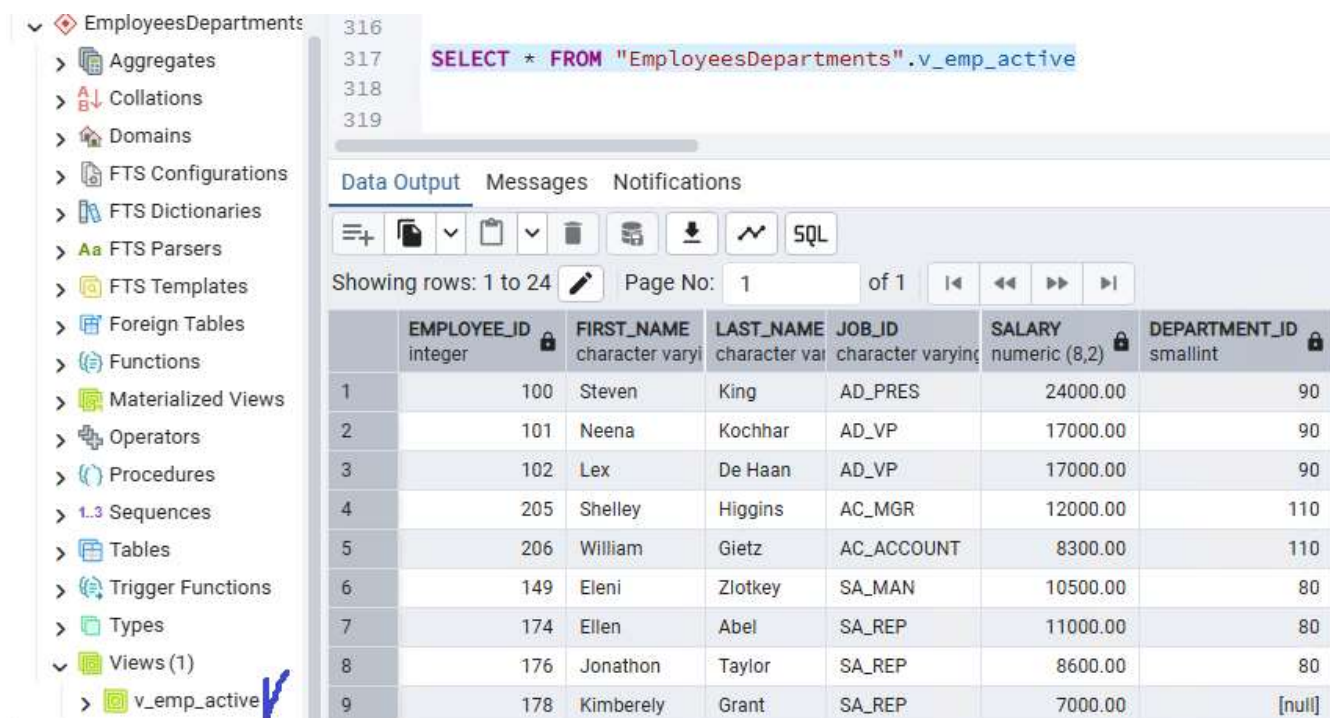 EmployeesDepartments
Aggregates
Collations
Domains
FTS Configurations
FTS Dictionaries
Aa FTS Parsers
FTS Templates
Foreign Tables
Functions
Materialized Views
Operators
Procedures
1..3 Sequences
Tables
Trigger Functions
Types
Views (1)
v_emp_active
316
317 SELECT * FROM "EmployeesDepartments".v_emp_active
318
319
Data Output Messages Notifications
SQL
Showing rows: 1 to 24 Page No: 1 of 1
EMPLOYEE_ID FIRST_NAME LAST_NAME JOB_ID SALARY DEPARTMENT_ID
integer character varyi character var character varying numeric (8,2) smallint
1 100 Steven King AD_PRES 24000.00 90
2 101 Neena Kochhar AD_VP 17000.00 90
3 102 Lex De Haan AD_VP 17000.00 90
4 205 Shelley Higgins AC_MGR 12000.00 110
5 206 William Gietz AC_ACCOUNT 8300.00 110
6 149 Eleni Zlotkey SA_MAN 10500.00 80
7 174 Ellen Abel SA_REP 11000.00 80
8 176 Jonathon Taylor SA_REP 8600.00 80
9 178 Kimberely Grant SA_REP 7000.00 [null]